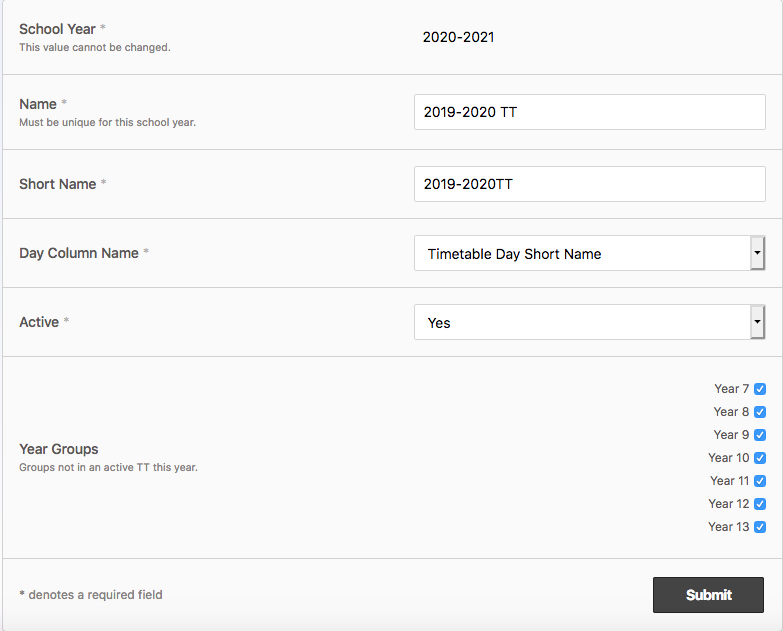 School Year *
This value cannot be changed.
2020-2021
Name *
Must be unique for this school year.
2019-2020 TT
Short Name *
2019-2020TT
Day Column Name *
Timetable Day Short Name
Active *
Yes
Year Groups
Groups not in an active TT this year.
Year 7
Year 8
Year 9
Year 10
Year 11
Year 12
Year 13
* denotes a required field
Submit